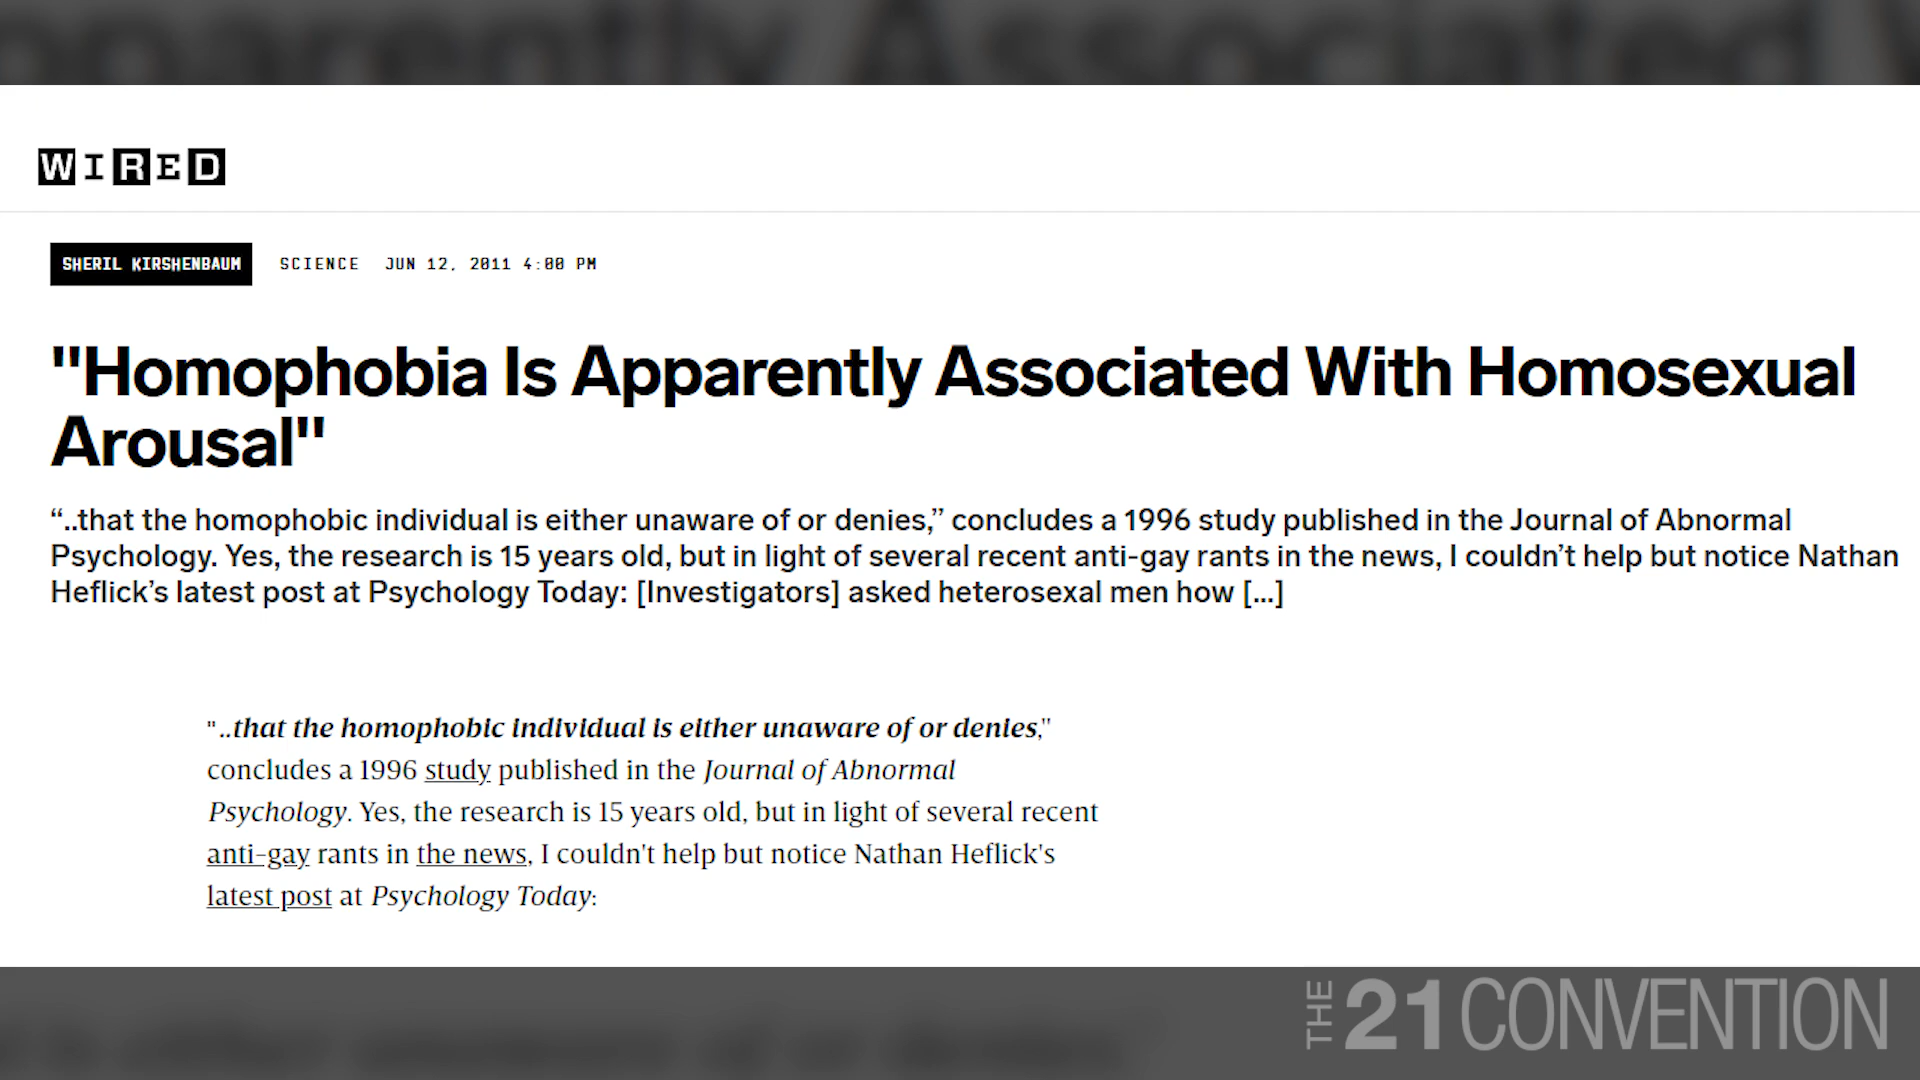 pparently Associated W
WIRED
SHERIL KIRSHENBAUM SCIENCE JUN 12, 2011 4:00 PM
"Homophobia Is Apparently Associated With Homosexual
Arousal"
“..that the homophobic individual is either unaware of or denies,” concludes a 1996 study published in the Journal of Abnormal
Psychology. Yes, the research is 15 years old, but in light of several recent anti-gay rants in the news, I couldn’t help but notice Nathan
Heflick’s latest post at Psychology Today: [Investigators] asked heterosexal men how [...]
"..that the homophobic individual is either unaware of or denies,"
concludes a 1996 study published in the Journal of Abnormal
Psychology. Yes, the research is 15 years old, but in light of several recent
anti-gay rants in the news, I couldn't help but notice Nathan Heflick's
latest post at Psychology Today:
THE 21 CONVENTION